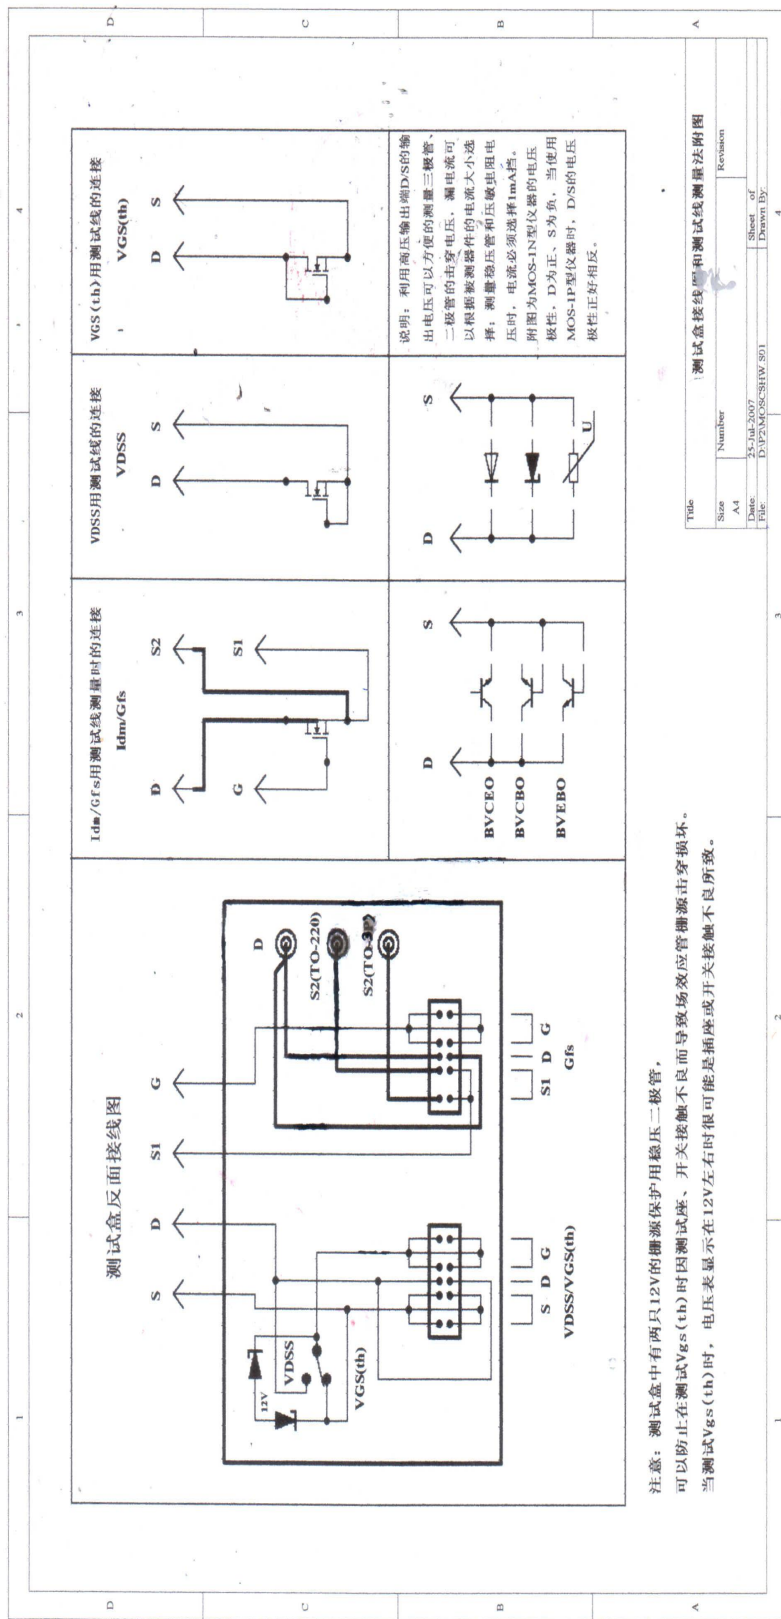 1
2
3
4
D
C
B
A
测试盒反面接线图
S
D
S1
G
12V
VDSS
VGS(th)
D
S2(TO-220)
S2(TO-3P)
S D G
VDSS/VGS(th)
S1 D G
Gfs
Idm/Gfs用测试线测量时的连接
Idm/Gfs
D
S2
G
S1
VDSS用测试线的连接
VDSS
D
S
VGS(th)用测试线的连接
VGS(th)
D
S
D
S
BVCEO
BVCBO
BVEBO
D
S
U
说明：利用高压输出端D/S的输
出电压可以方便的测量三极管、
二极管的击穿电压，漏电流可
以根据被测器件的电流大小选
择；测量稳压管和压敏电阻电
压时，电流必须选择1mA挡。
附图为MOS-1N型仪器的电压
极性，D为正、S为负，当使用
MOS-1P型仪器时，D/S的电压
极性正好相反。
注意：测试盒中有两只12V的栅源保护用稳压二极管，
可以防止在测试Vgs(th)时因测试座、开关接触不良而导致场效应管栅源击穿损坏。
当测试Vgs(th)时，电压表显示在12V左右时很可能是插座或开关接触不良所致。
Title
测试盒接线图和测试线测量法附图
Size
A4
Number
Revision
Date:
25-Jul-2007
Sheet of
File:
Drawn By:
1
2
3
4
D
C
B
A